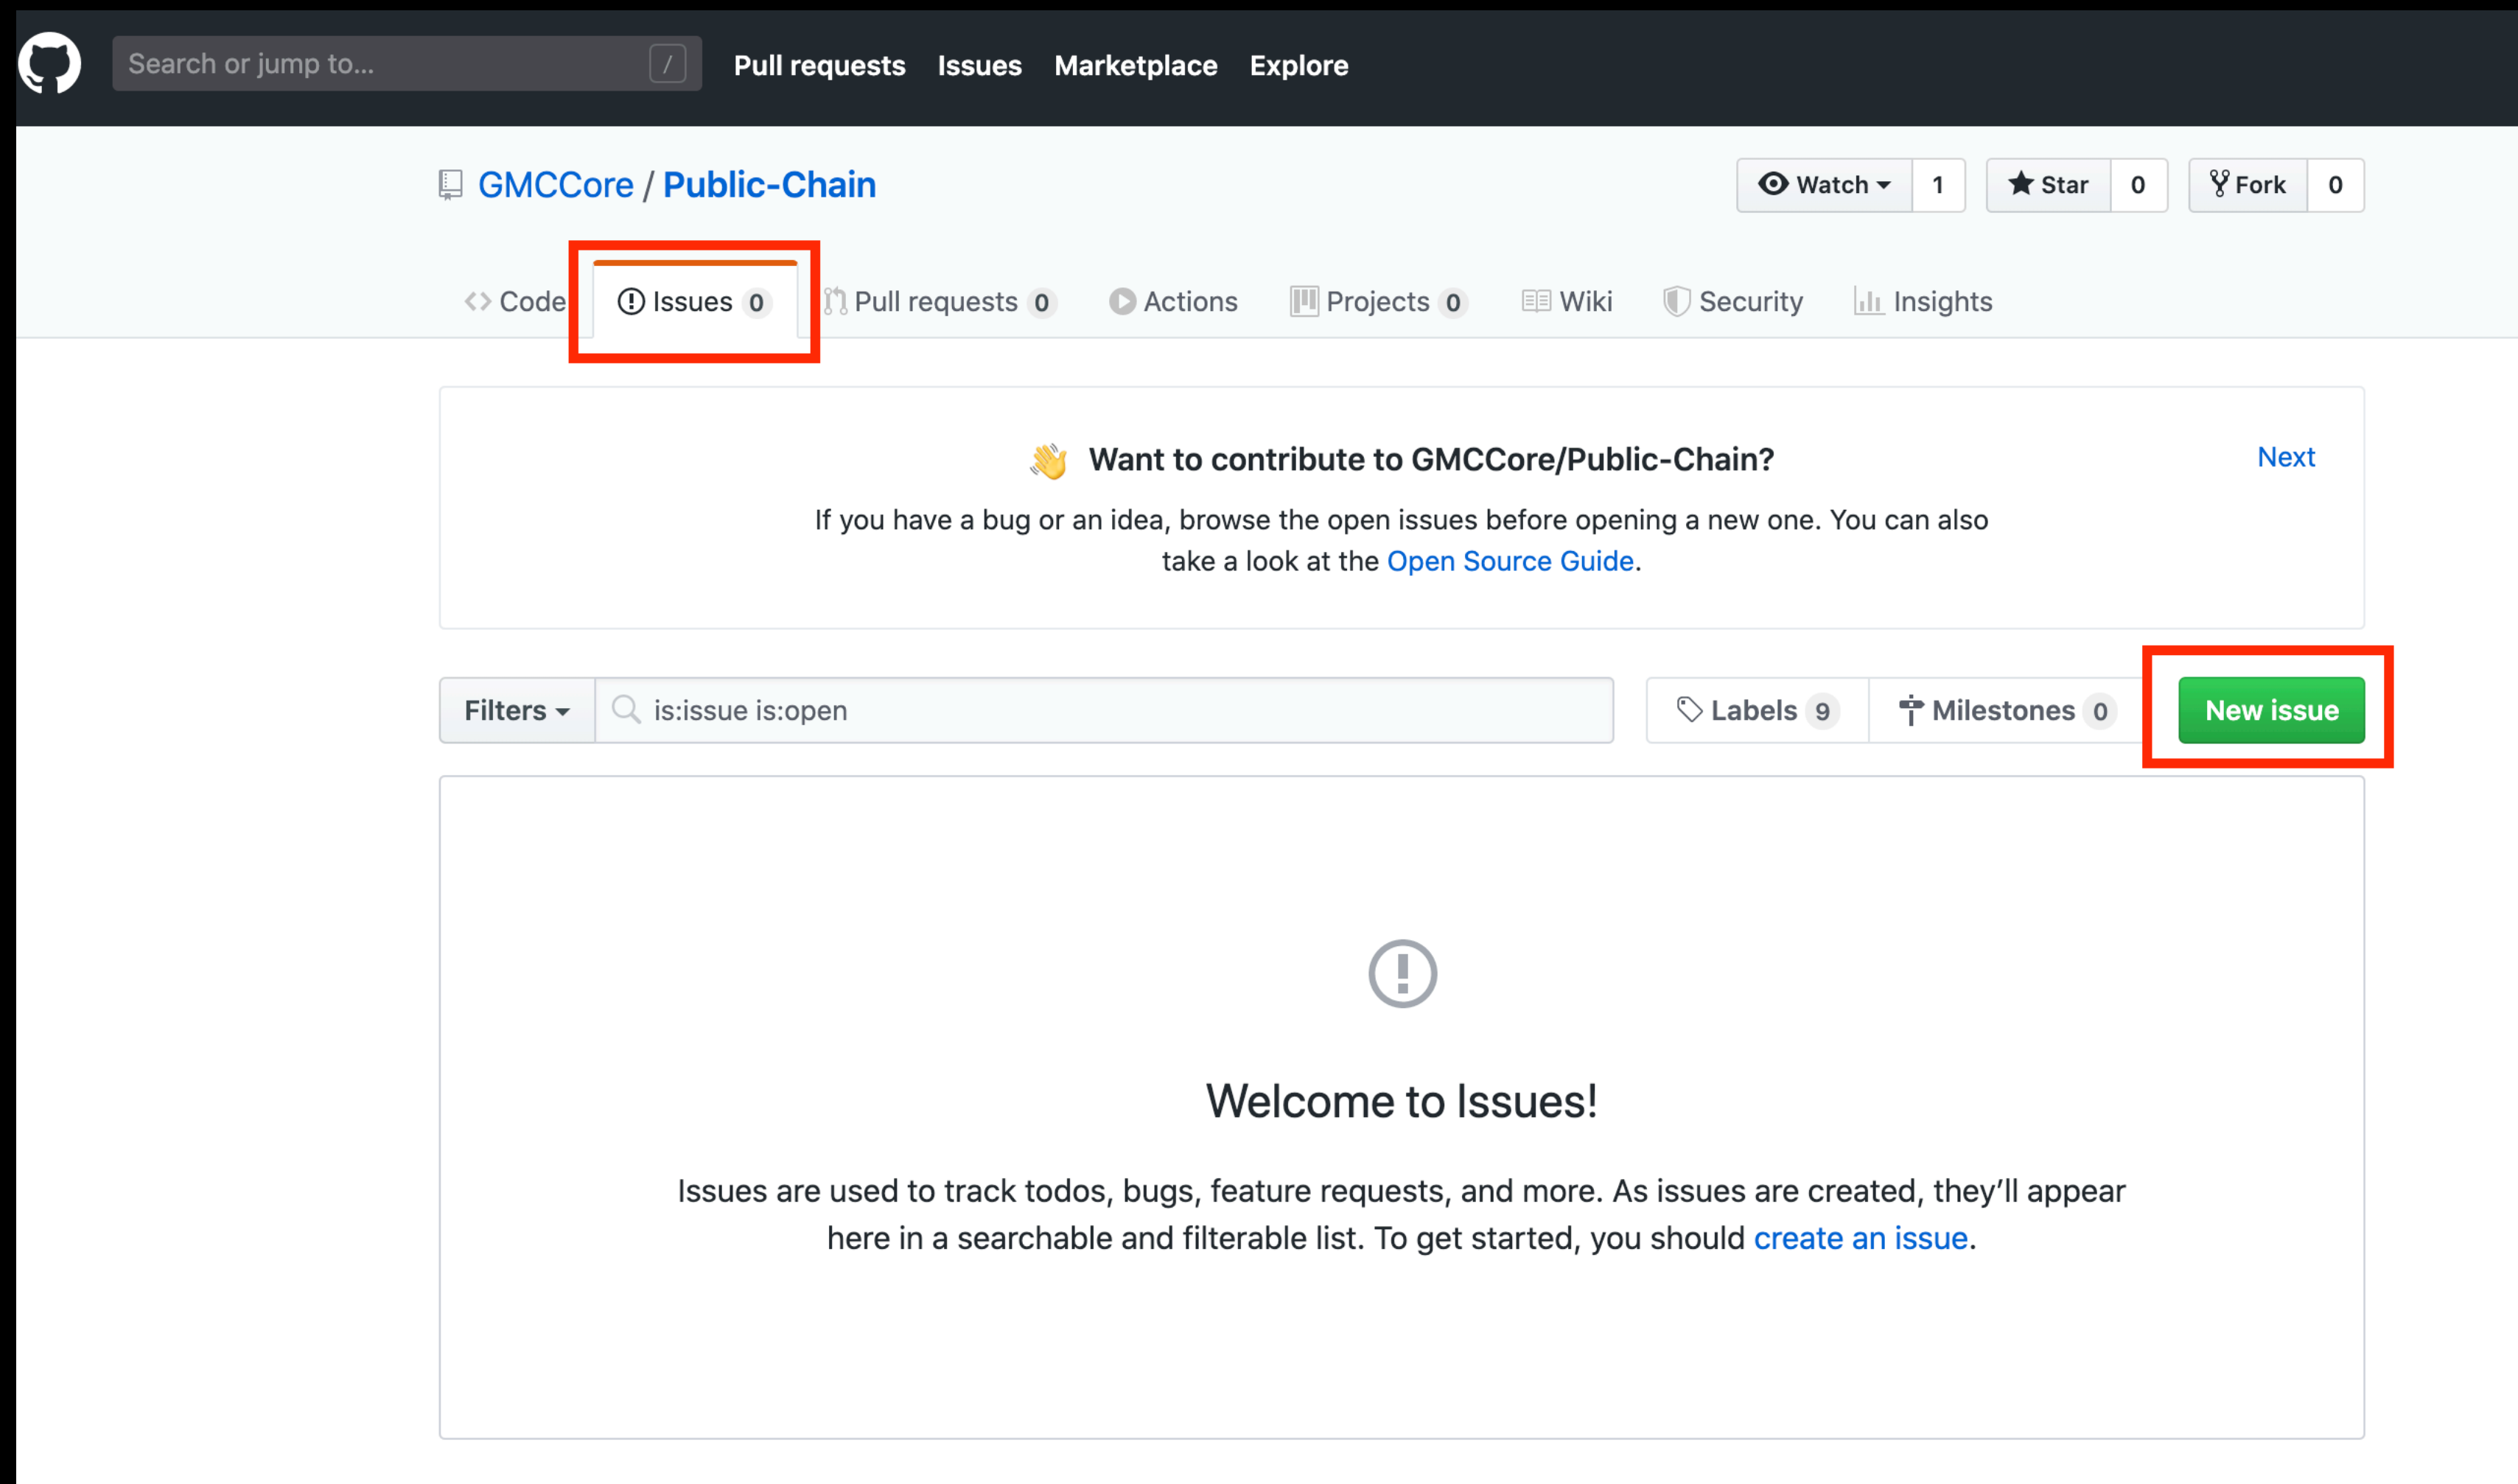 Search or jump to... / Pull requests Issues Marketplace Explore
GMCCore / Public-Chain Watch 1 Star 0 Fork 0
Code Issues 0 Pull requests 0 Actions Projects 0 Wiki Security Insights
👋 Want to contribute to GMCCore/Public-Chain? Next
If you have a bug or an idea, browse the open issues before opening a new one. You can also
take a look at the Open Source Guide.
Filters is:issue is:open Labels 9 Milestones 0 New issue
Welcome to Issues!
Issues are used to track todos, bugs, feature requests, and more. As issues are created, they’ll appear
here in a searchable and filterable list. To get started, you should create an issue.